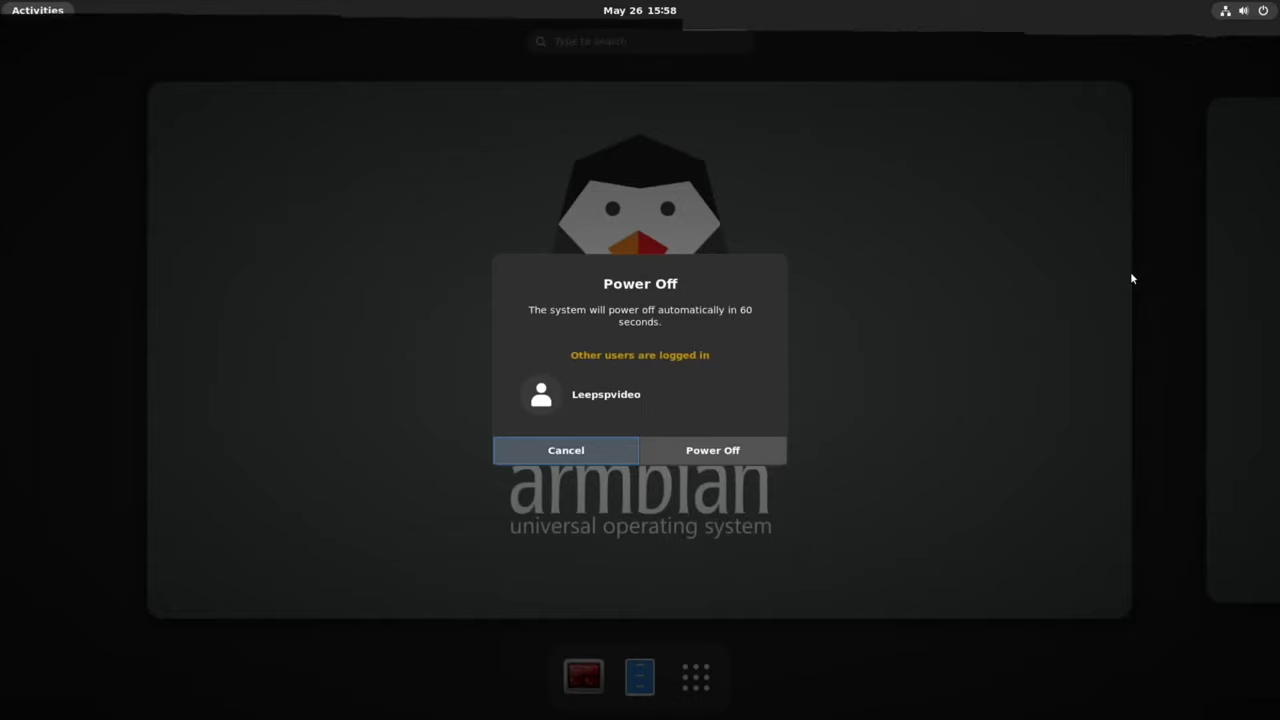 Activities
May 26 15:58
Type to search
Power Off
The system will power off automatically in 60
seconds.
Other users are logged in
Leepspvideo
Cancel
Power Off
armbian
universal operating system